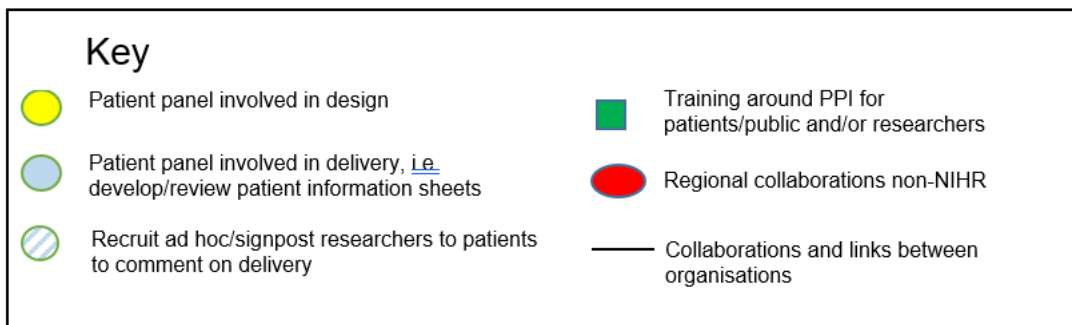 Key
Patient panel involved in design
Patient panel involved in delivery, i.e.
develop/review patient information sheets
Recruit ad hoc/signpost researchers to patients
to comment on delivery
Training around PPI for
patients/public and/or researchers
Regional collaborations non-NIHR
Collaborations and links between
organisations